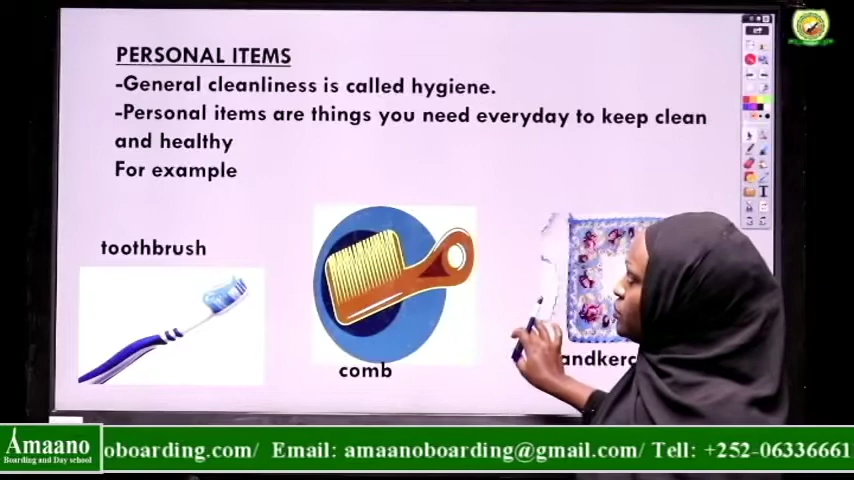 PERSONAL ITEMS
-General cleanliness is called hygiene.
-Personal items are things you need everyday to keep clean
and healthy
For example
toothbrush
comb
andkerc
Amaano
Boarding and Day school
oboarding.com/ Email: amaanoboarding@gmail.com/ Tell: +252-06336661